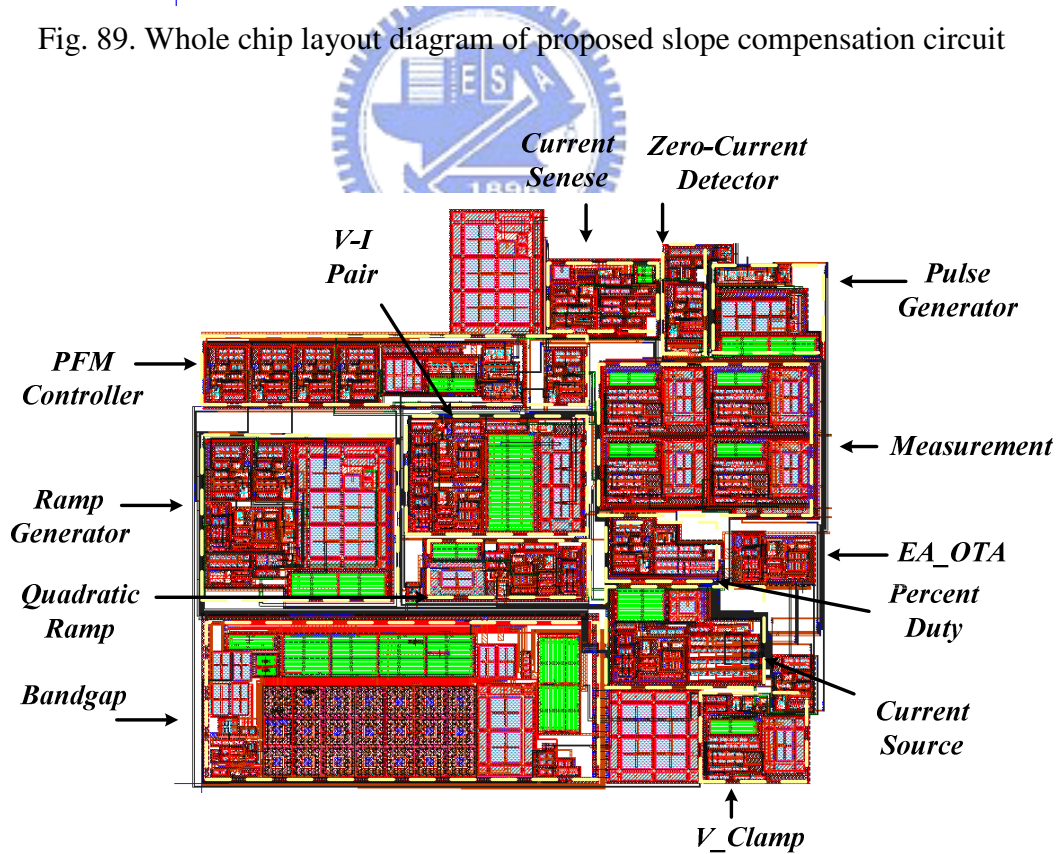 Fig. 89. Whole chip layout diagram of proposed slope compensation circuit
E S A
1896
Current
Senese
Zero-Current
Detector
V-I
Pair
Pulse
Generator
PFM
Controller
Measurement
Ramp
Generator
EA_OTA
Quadratic
Ramp
Percent
Duty
Bandgap
Current
Source
V_Clamp